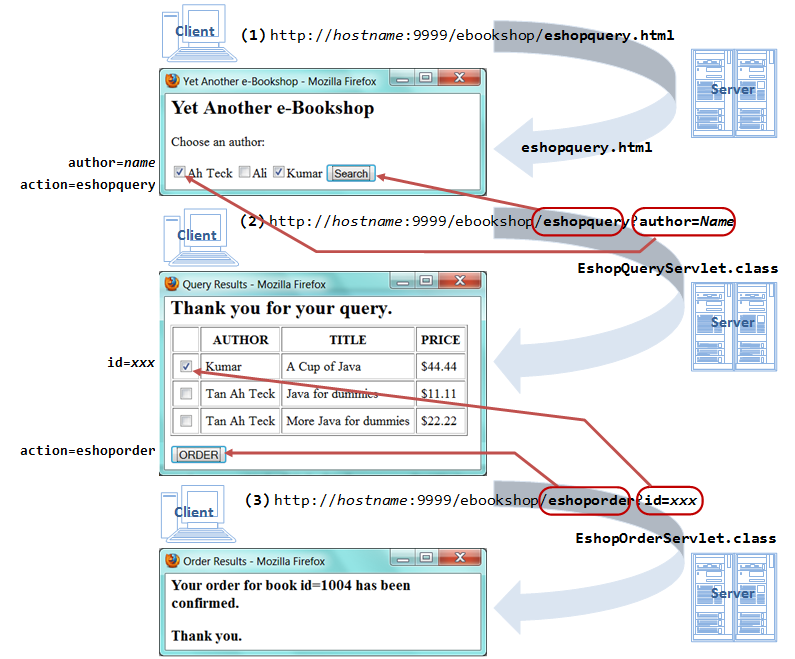 Client
(1) http://hostname:9999/ebookshop/eshopquery.html
Server
Yet Another e-Bookshop - Mozilla Firefox
Yet Another e-Bookshop
Choose an author:
eshopquery.html
author=name
Ah Teck Ali Kumar Search
action=eshopquery
Client
(2) http://hostname:9999/ebookshop/eshopquery?author=Name
EshopQueryServlet.class
Server
Query Results - Mozilla Firefox
Thank you for your query.
AUTHOR TITLE PRICE
id=xxx
Kumar A Cup of Java $44.44
Tan Ah Teck Java for dummies $11.11
Tan Ah Teck More Java for dummies $22.22
action=eshoporder
ORDER
Client
(3) http://hostname:9999/ebookshop/eshoporder?id=xxx
EshopOrderServlet.class
Server
Order Results - Mozilla Firefox
Your order for book id=1004 has been
confirmed.
Thank you.